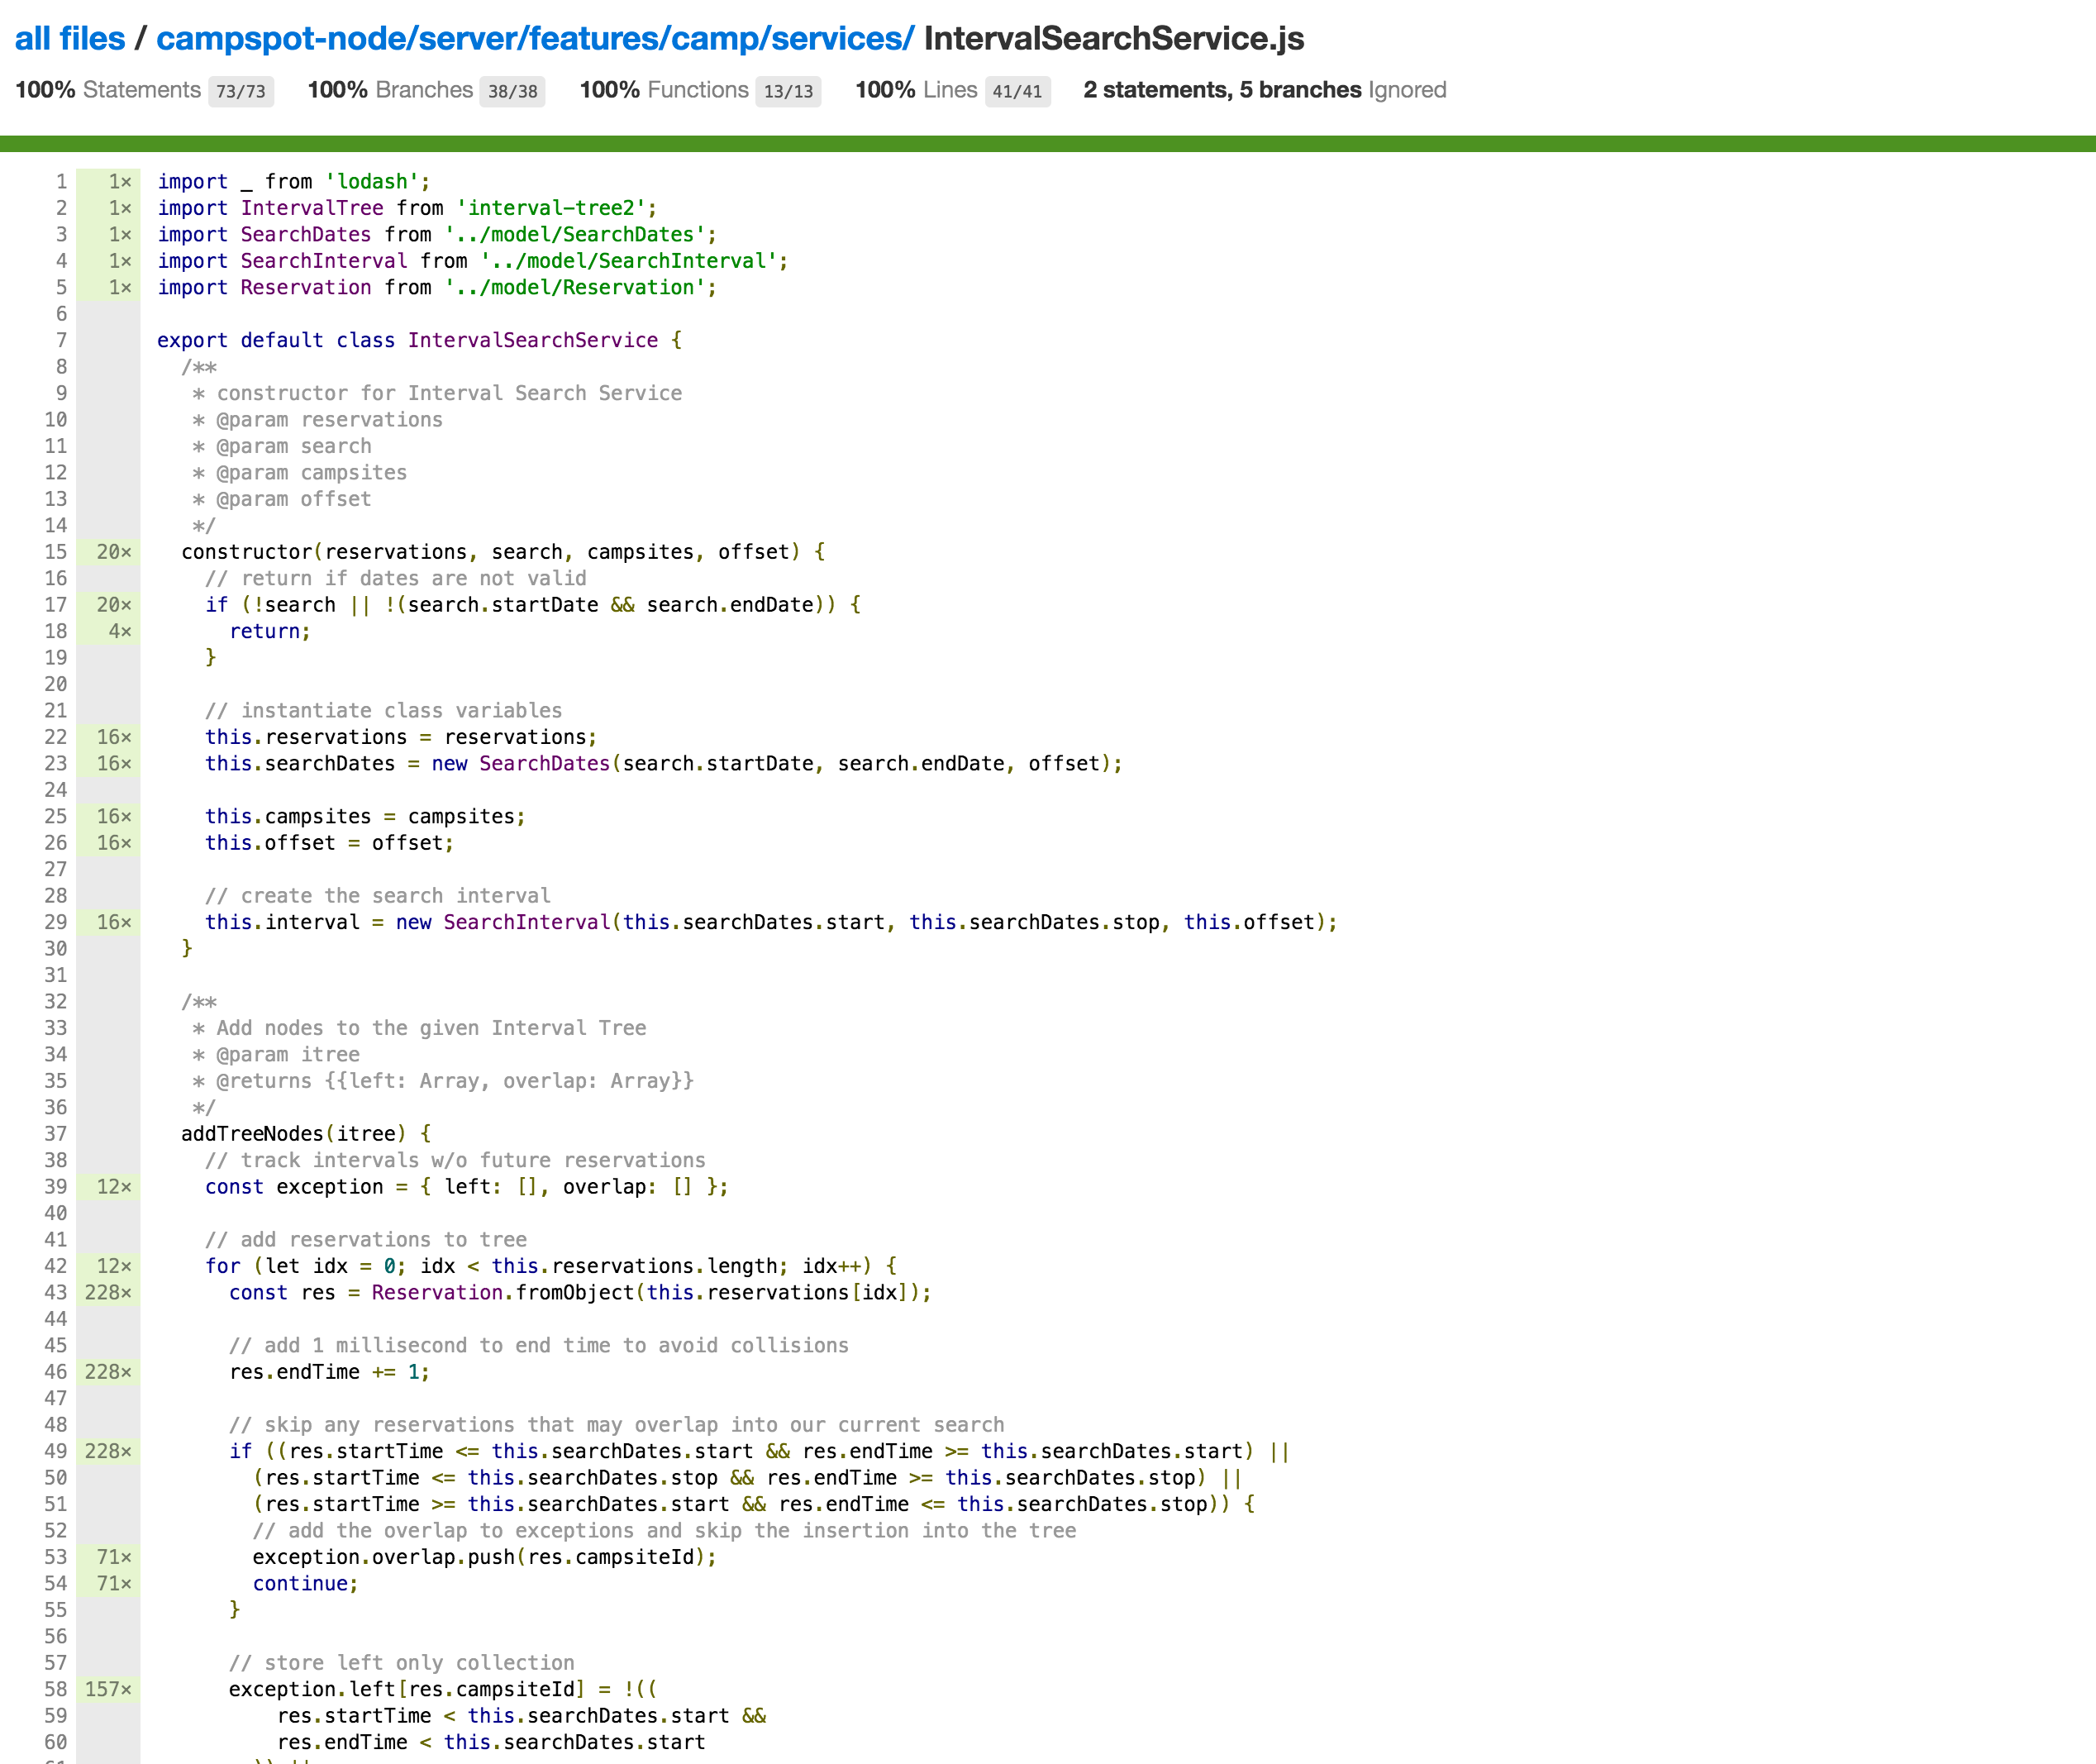 all files / campspot-node/server/features/camp/services/ IntervalSearchService.js
100% Statements 73/73 100% Branches 38/38 100% Functions 13/13 100% Lines 41/41 2 statements, 5 branches Ignored
1 1× import _ from 'lodash';
2 1× import IntervalTree from 'interval-tree2';
3 1× import SearchDates from '../model/SearchDates';
4 1× import SearchInterval from '../model/SearchInterval';
5 1× import Reservation from '../model/Reservation';
6
7 export default class IntervalSearchService {
8 /**
9 * constructor for Interval Search Service
10 * @param reservations
11 * @param search
12 * @param campsites
13 * @param offset
14 */
15 20× constructor(reservations, search, campsites, offset) {
16 // return if dates are not valid
17 20× if (!search || !(search.startDate && search.endDate)) {
18 4× return;
19 }
20
21 // instantiate class variables
22 16× this.reservations = reservations;
23 16× this.searchDates = new SearchDates(search.startDate, search.endDate, offset);
24
25 16× this.campsites = campsites;
26 16× this.offset = offset;
27
28 // create the search interval
29 16× this.interval = new SearchInterval(this.searchDates.start, this.searchDates.stop, this.offset);
30 }
31
32 /**
33 * Add nodes to the given Interval Tree
34 * @param itree
35 * @returns {{left: Array, overlap: Array}}
36 */
37 addTreeNodes(itree) {
38 // track intervals w/o future reservations
39 12× const exception = { left: [], overlap: [] };
40
41 // add reservations to tree
42 12× for (let idx = 0; idx < this.reservations.length; idx++) {
43 228× const res = Reservation.fromObject(this.reservations[idx]);
44
45 // add 1 millisecond to end time to avoid collisions
46 228× res.endTime += 1;
47
48 // skip any reservations that may overlap into our current search
49 228× if ((res.startTime <= this.searchDates.start && res.endTime >= this.searchDates.start) ||
50 (res.startTime <= this.searchDates.stop && res.endTime >= this.searchDates.stop) ||
51 (res.startTime >= this.searchDates.start && res.endTime <= this.searchDates.stop)) {
52 // add the overlap to exceptions and skip the insertion into the tree
53 71× exception.overlap.push(res.campsiteId);
54 71× continue;
55 }
56
57 // store left only collection
58 157× exception.left[res.campsiteId] = !((
59 res.startTime < this.searchDates.start &&
60 res.endTime < this.searchDates.start